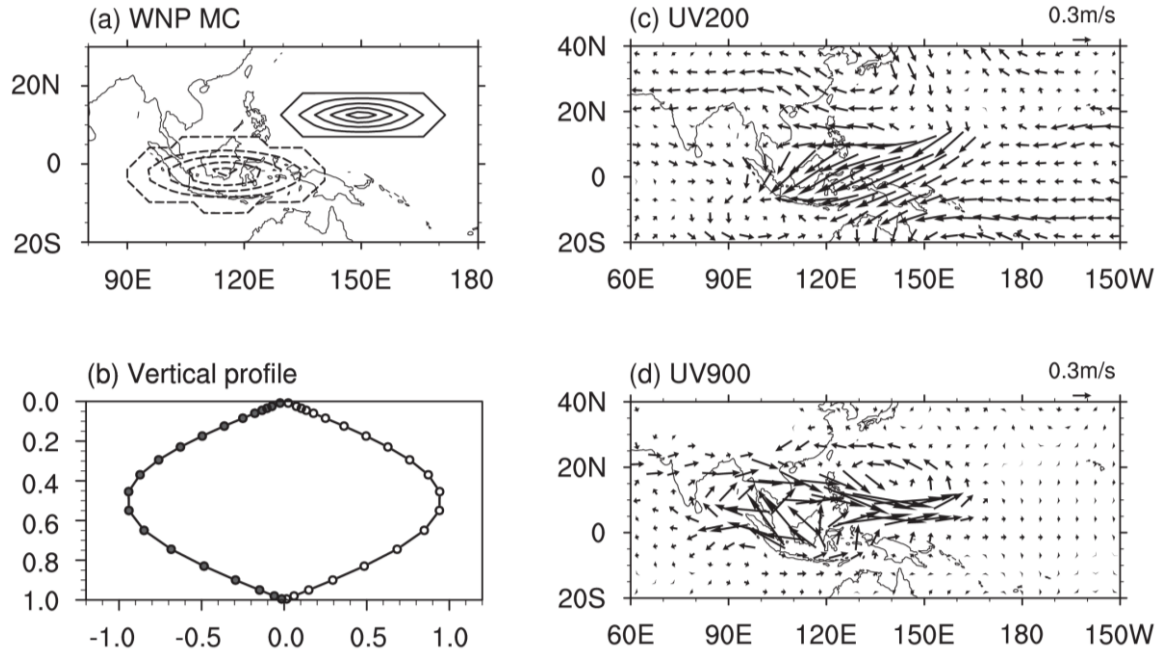 (a) WNP MC
20N
0
20S
90E 120E 150E 180
(c) UV200
0.3m/s
40N
20N
0
20S
60E 90E 120E 150E 180 150W
(b) Vertical profile
0.0
0.2
0.4
0.6
0.8
1.0
-1.0 -0.5 0.0 0.5 1.0
(d) UV900
0.3m/s
40N
20N
0
20S
60E 90E 120E 150E 180 150W